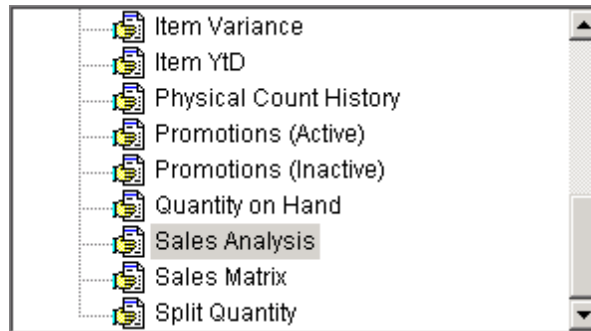 Item Variance
Item YtD
Physical Count History
Promotions (Active)
Promotions (Inactive)
Quantity on Hand
Sales Analysis
Sales Matrix
Split Quantity